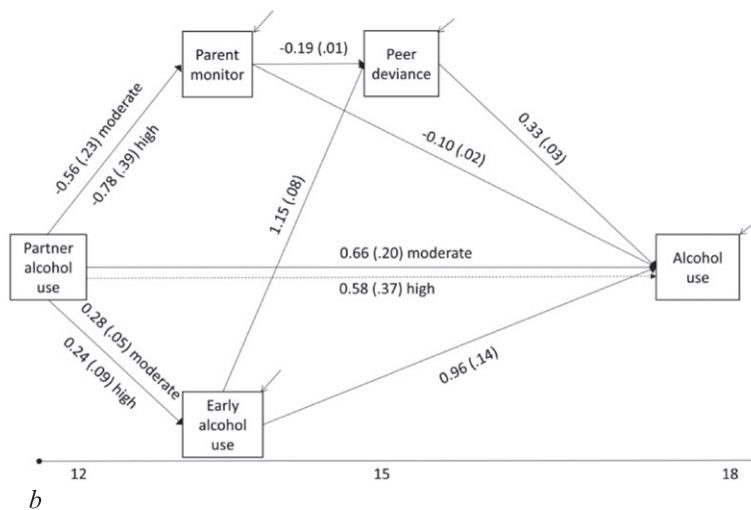 Parent
monitor
-0.19 (.01)
Peer
deviance
-0.56 (.23) moderate
-0.78 (.39) high
-0.10 (.02)
0.33 (.03)
1.15 (.08)
Partner
alcohol
use
0.66 (.20) moderate
0.58 (.37) high
Alcohol
use
0.28 (.05) moderate
0.24 (.09) high
0.96 (.14)
Early
alcohol
use
12 15 18
b